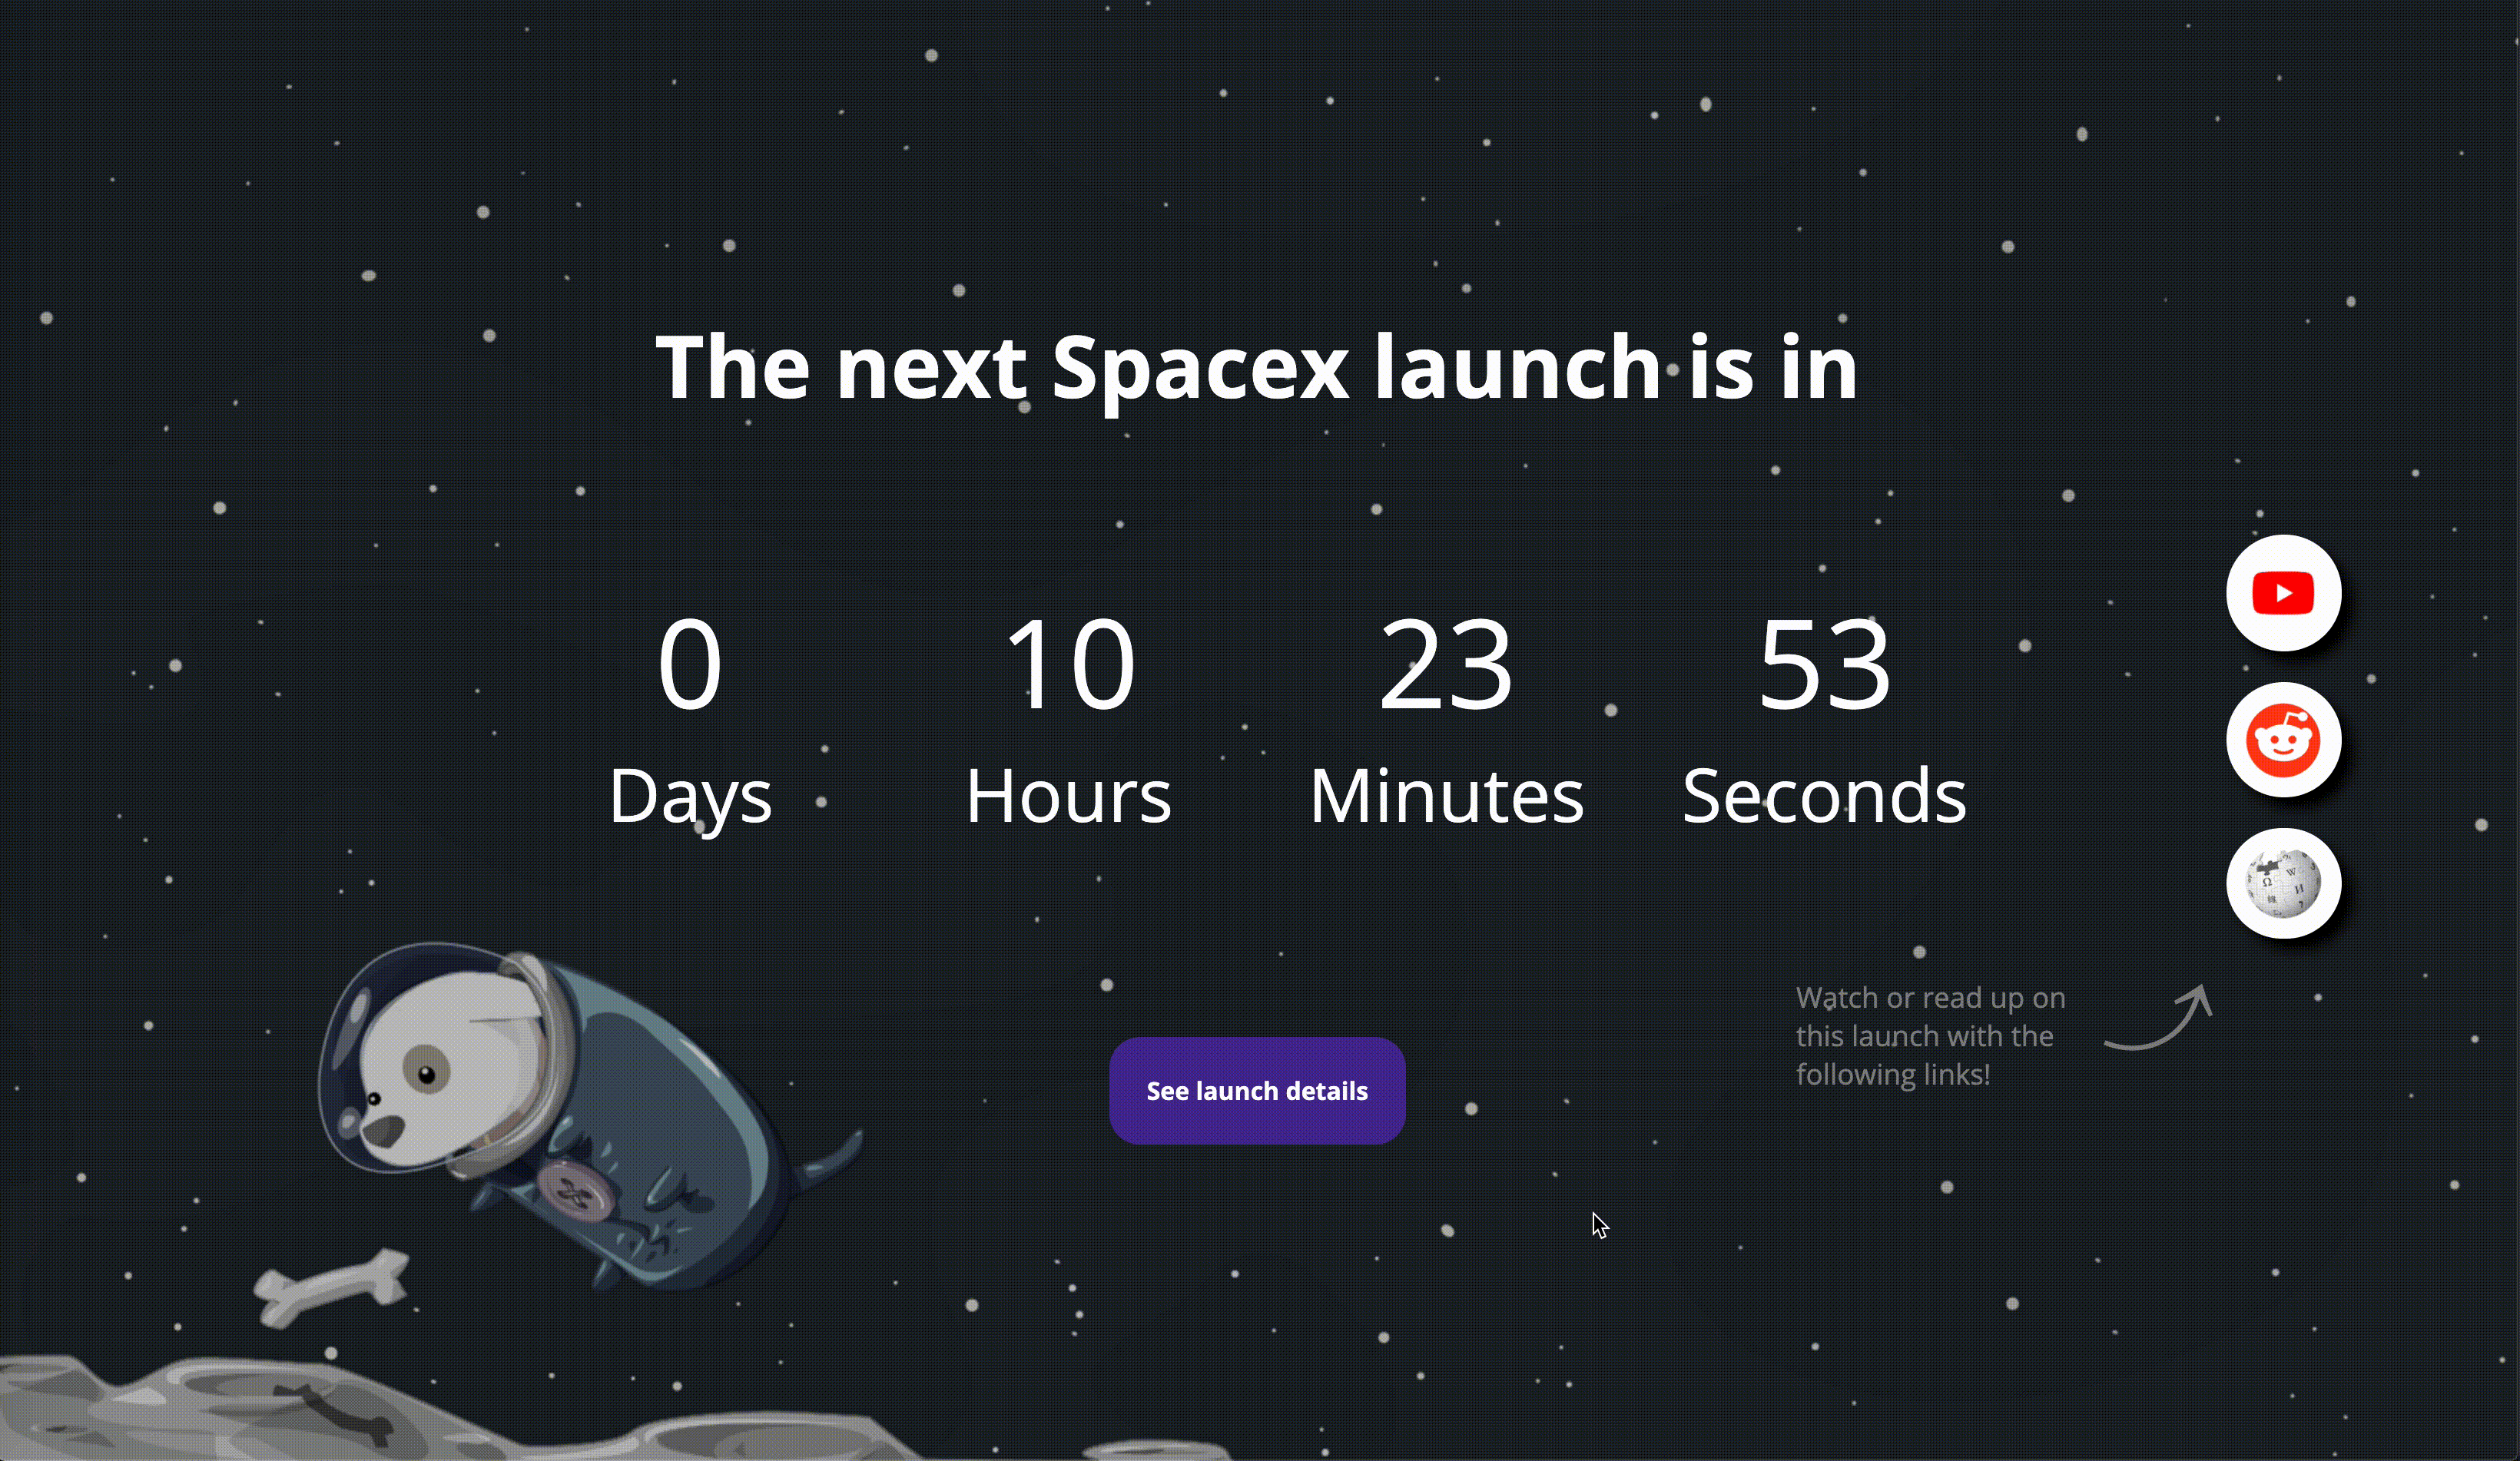 The next Spacex launch is in
0 10 23 53
Days Hours Minutes Seconds
Watch or read up on
this launch with the
following links!
See launch details